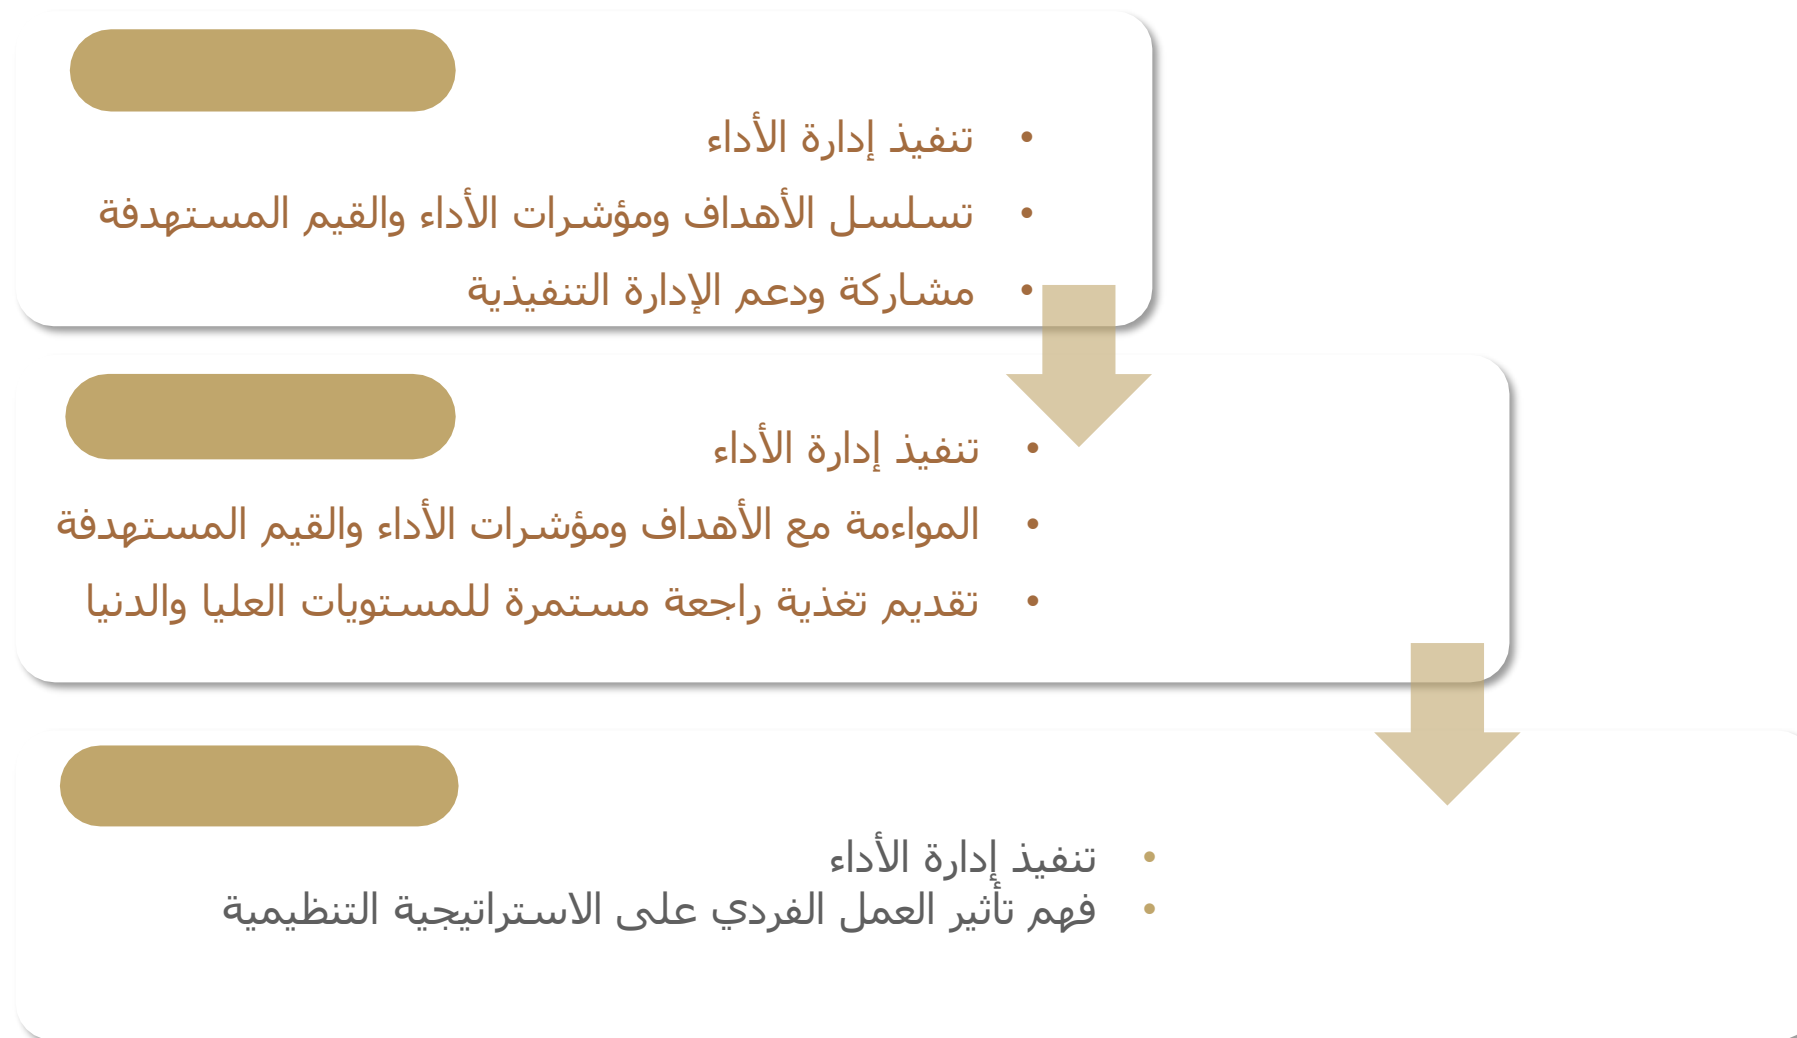 • تنفيذ إدارة الأداء
• تسلسل الأهداف ومؤشرات الأداء والقيم المستهدفة
• مشاركة ودعم الإدارة التنفيذية
• تنفيذ إدارة الأداء
• المواءمة مع الأهداف ومؤشرات الأداء والقيم المستهدفة
• تقديم تغذية راجعة مستمرة للمستويات العليا والدنيا
• تنفيذ إدارة الأداء
• فهم تأثير العمل الفردي على الاستراتيجية التنظيمية